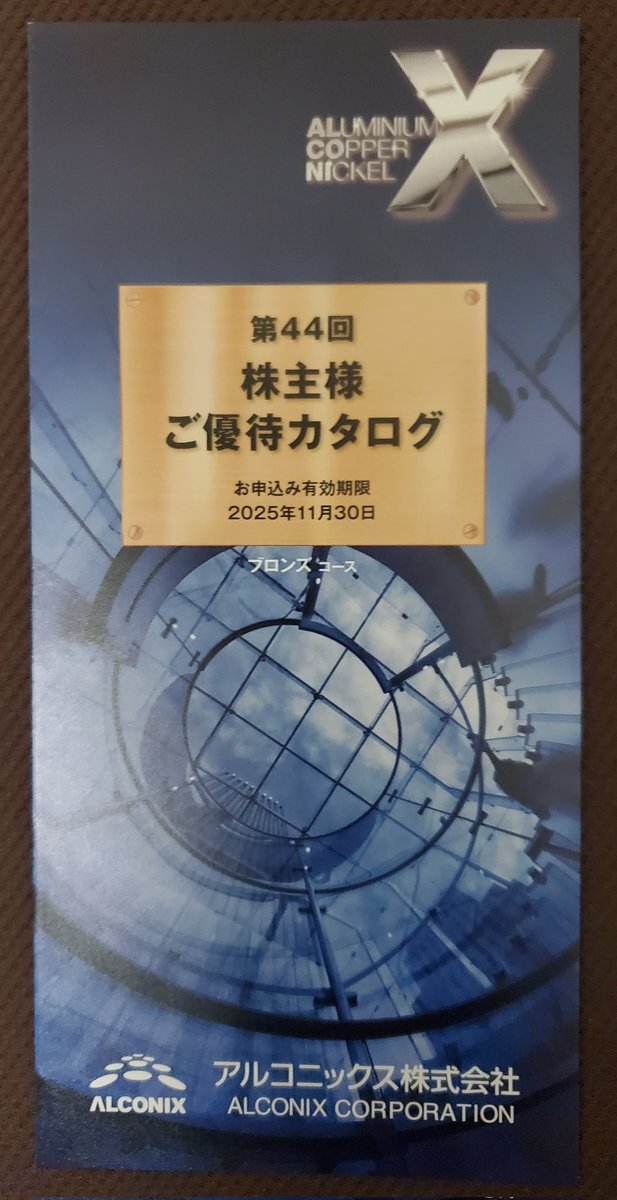 ALUMINIUM
COPPER
NICKEL
X
第44回
株主様
ご優待カタログ
お申込み有効期限
2025年11月30日
ブロンズ コース
ALCONIX
アルコニックス株式会社
ALCONIX CORPORATION